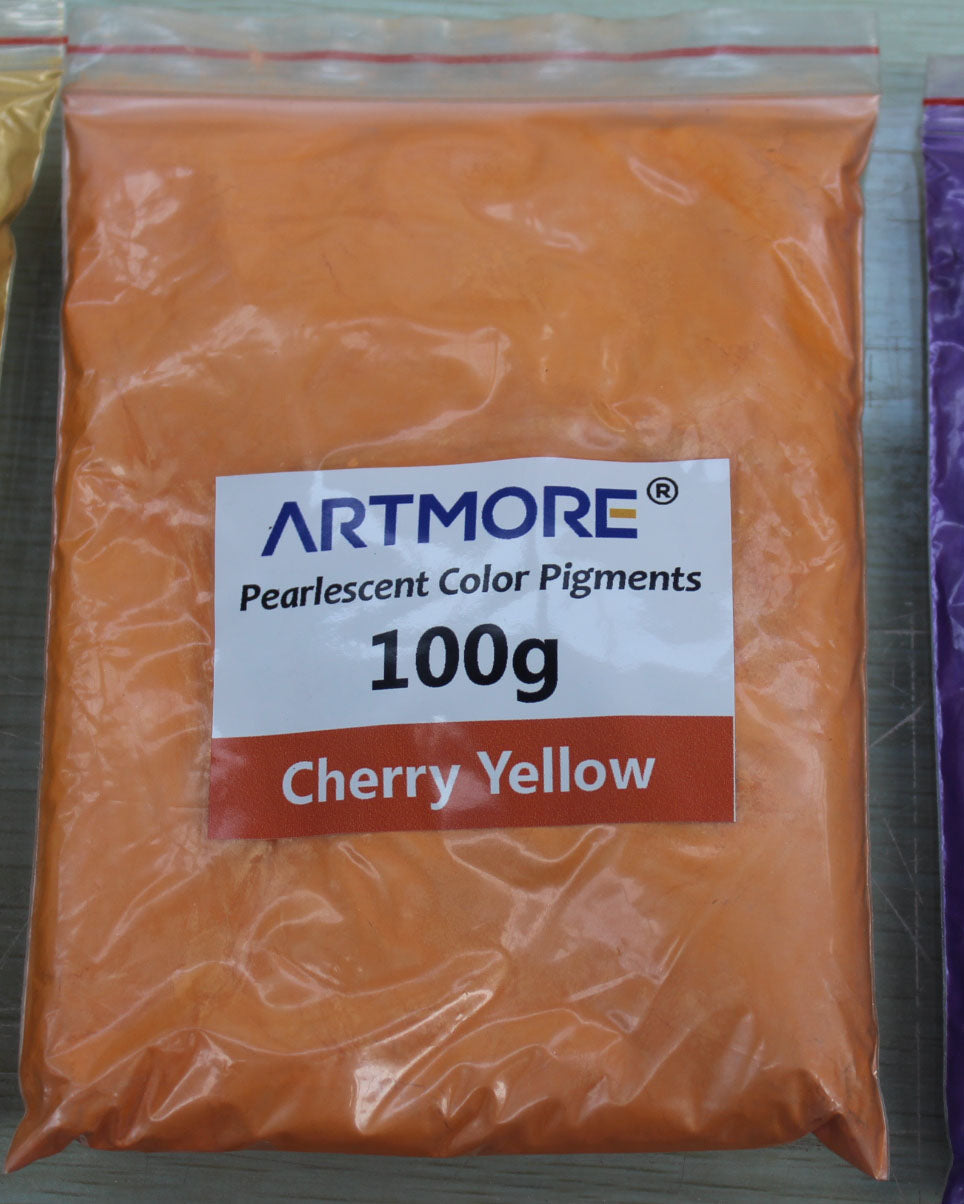 ARTMORE®
Pearlescent Color Pigments
100g
Cherry Yellow